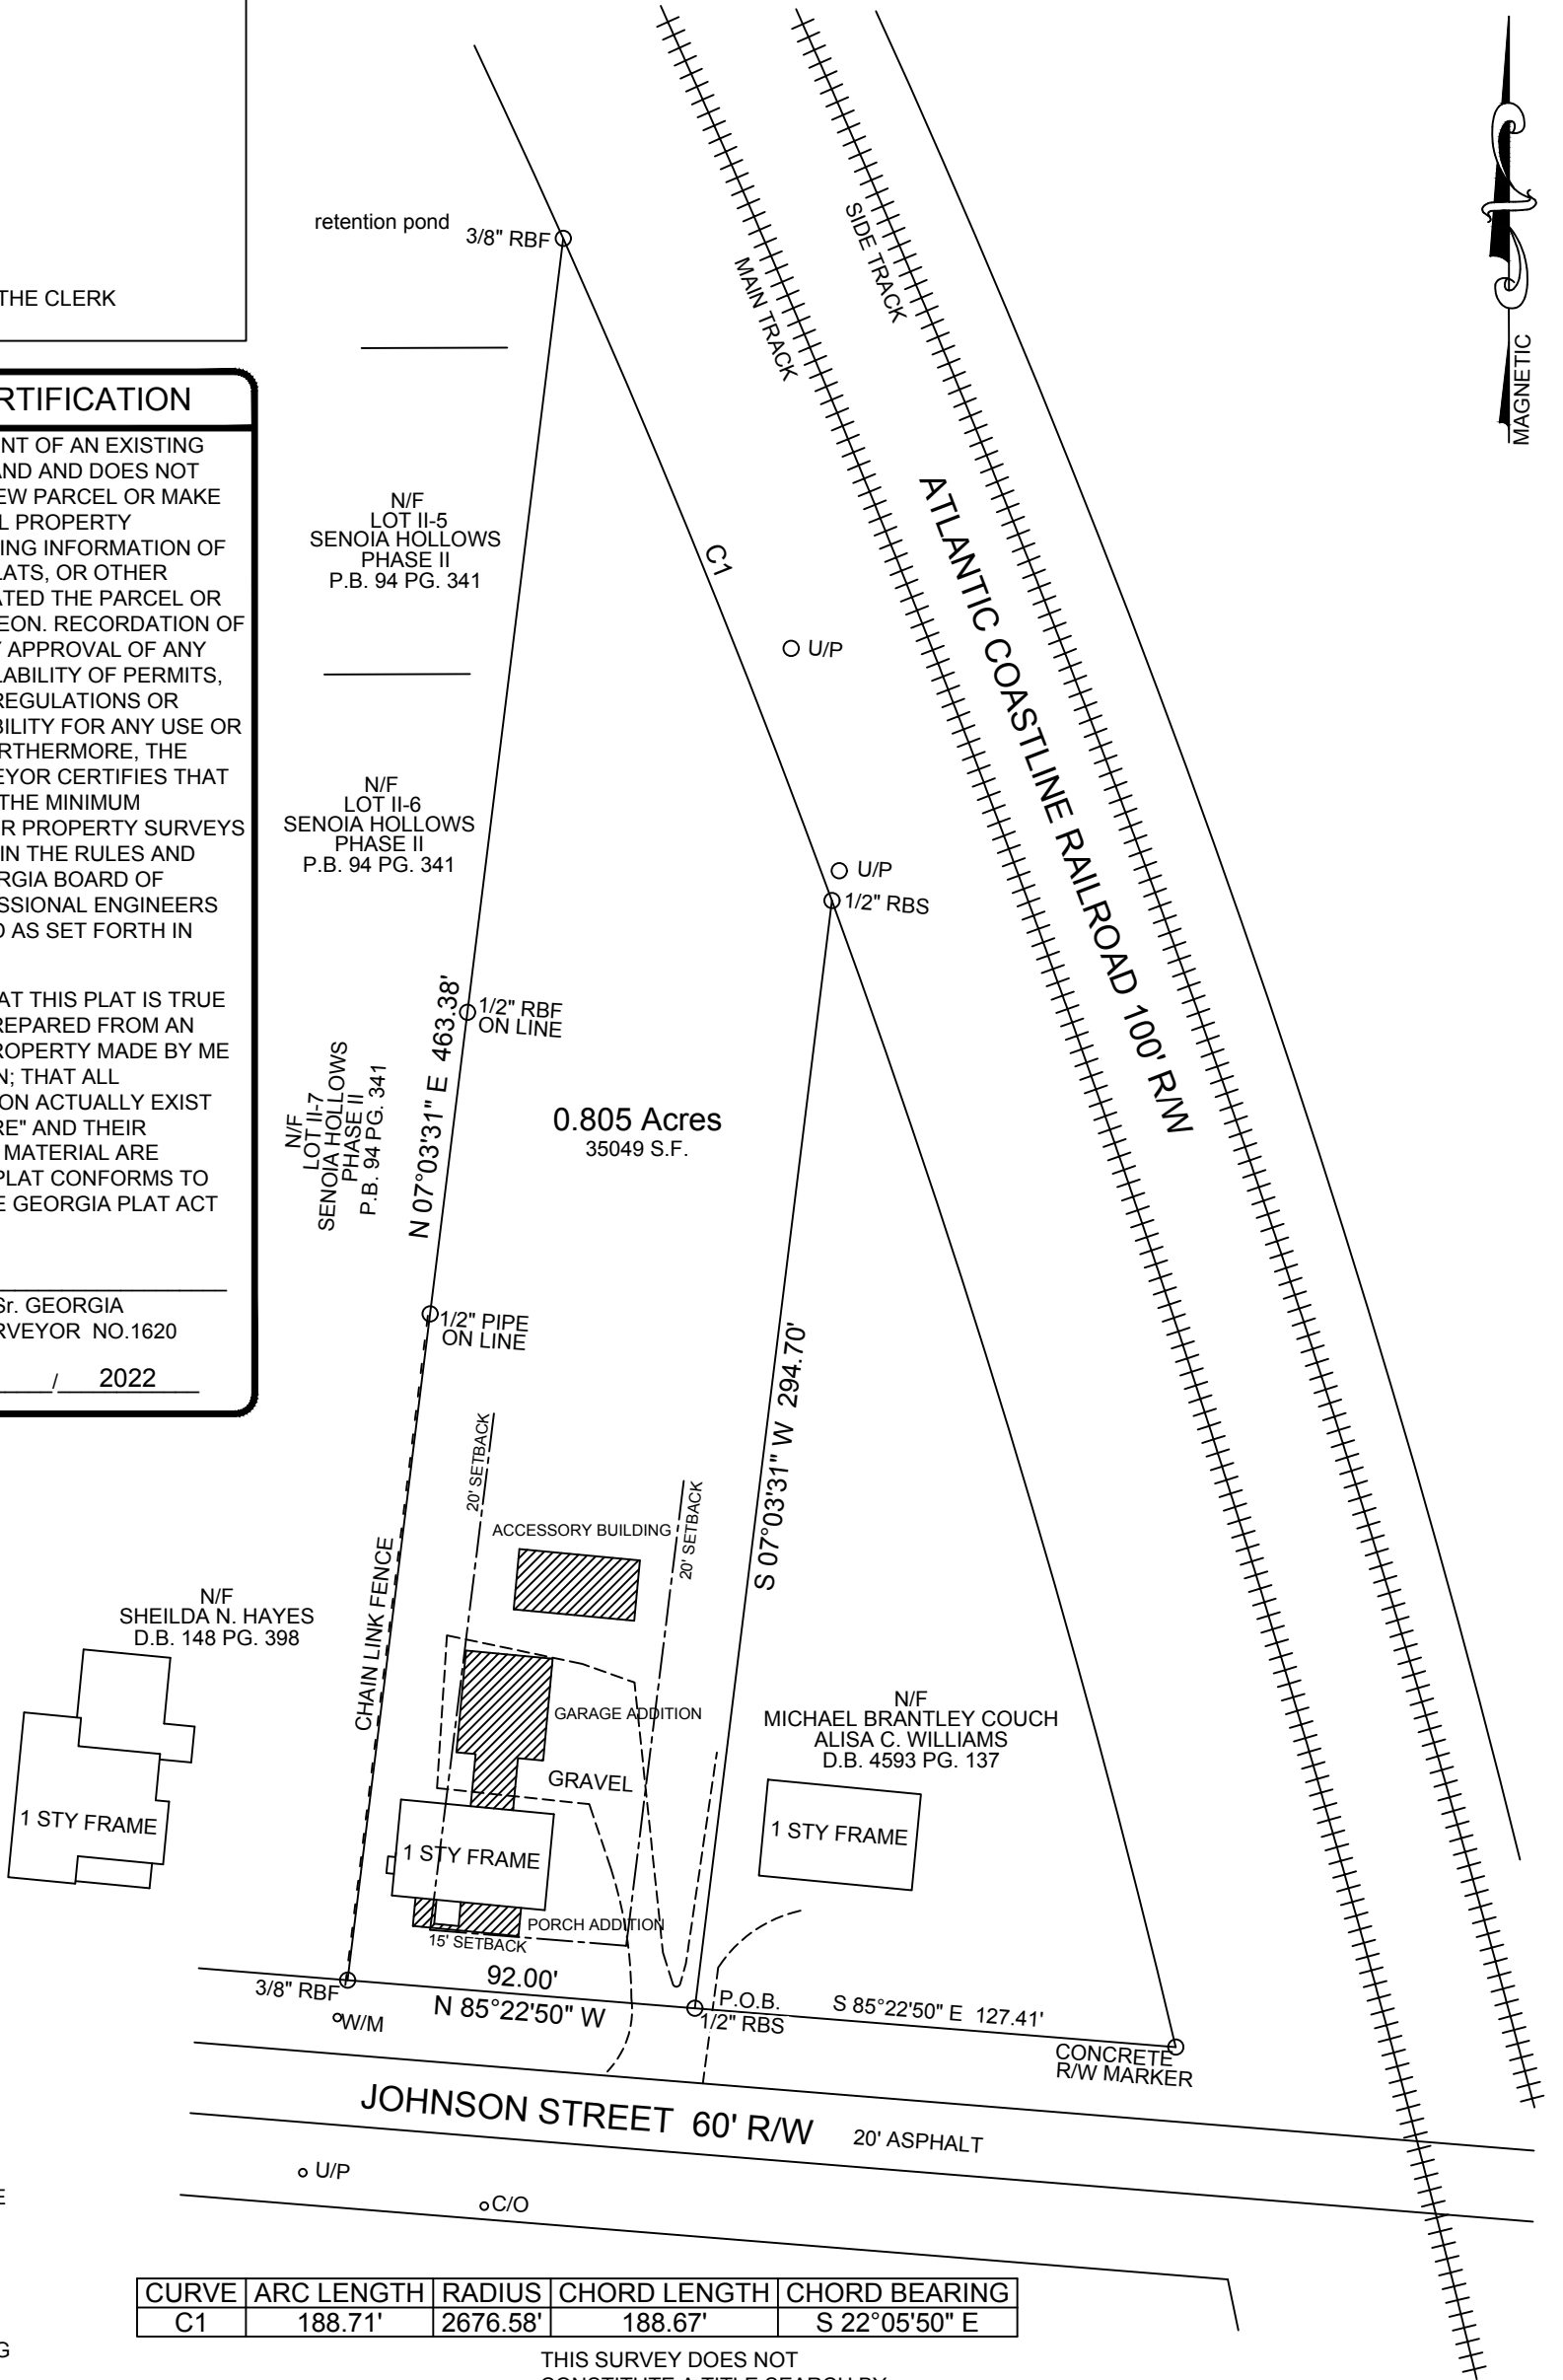 THE CLERK
RTIFICATION
NT OF AN EXISTING
AND AND DOES NOT
EW PARCEL OR MAKE
L PROPERTY
ING INFORMATION OF
LATS, OR OTHER
ATED THE PARCEL OR
EON. RECORDATION OF
Y APPROVAL OF ANY
LABILITY OF PERMITS,
REGULATIONS OR
BILITY FOR ANY USE OR
RTHERMORE, THE
EYOR CERTIFIES THAT
THE MINIMUM
R PROPERTY SURVEYS
IN THE RULES AND
RGIA BOARD OF
SSIONAL ENGINEERS
D AS SET FORTH IN
AT THIS PLAT IS TRUE
REPARED FROM AN
ROPERTY MADE BY ME
N; THAT ALL
ON ACTUALLY EXIST
RE" AND THEIR
MATERIAL ARE
PLAT CONFORMS TO
E GEORGIA PLAT ACT
Sr. GEORGIA
RVEYOR NO.1620
/ 2022
MAGNETIC
retention pond
3/8" RBF
MAIN TRACK
SIDE TRACK
ATLANTIC COASTLINE RAILROAD 100' R/W
C1
N/F
LOT II-5
SENOIA HOLLOWS
PHASE II
P.B. 94 PG. 341
U/P
N/F
LOT II-6
SENOIA HOLLOWS
PHASE II
P.B. 94 PG. 341
U/P
1/2" RBS
1/2" RBF
ON LINE
N 07°03'31" E 463.38'
N/F
LOT II-7
SENOIA HOLLOWS
PHASE II
P.B. 94 PG. 341
0.805 Acres
35049 S.F.
1/2" PIPE
ON LINE
S 07°03'31" W 294.70'
20' SETBACK
20' SETBACK
ACCESSORY BUILDING
CHAIN LINK FENCE
N/F
SHEILDA N. HAYES
D.B. 148 PG. 398
1 STY FRAME
GARAGE ADDITION
GRAVEL
N/F
MICHAEL BRANTLEY COUCH
ALISA C. WILLIAMS
D.B. 4593 PG. 137
1 STY FRAME
1 STY FRAME
PORCH ADDITION
15' SETBACK
3/8" RBF
92.00'
N 85°22'50" W
W/M
P.O.B.
1/2" RBS
S 85°22'50" E 127.41'
CONCRETE
R/W MARKER
JOHNSON STREET 60' R/W
20' ASPHALT
U/P
C/O
E
G
CURVE ARC LENGTH RADIUS CHORD LENGTH CHORD BEARING
C1 188.71' 2676.58' 188.67' S 22°05'50" E
THIS SURVEY DOES NOT
CONSTITUTE A TITLE SEARCH BY